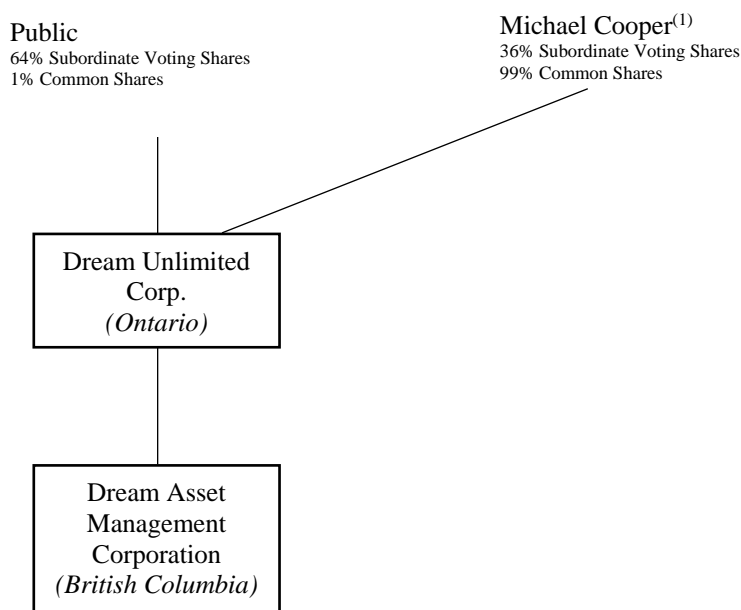 Public
64% Subordinate Voting Shares
1% Common Shares
Michael Cooper(1)
36% Subordinate Voting Shares
99% Common Shares
Dream Unlimited
Corp.
(Ontario)
Dream Asset
Management
Corporation
(British Columbia)